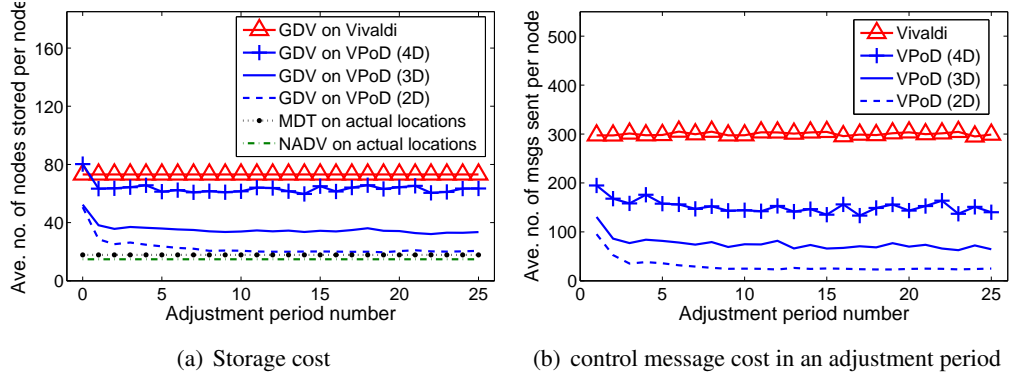 GDV on Vivaldi
GDV on VPoD (4D)
GDV on VPoD (3D)
GDV on VPoD (2D)
MDT on actual locations
NADV on actual locations
160
120
80
40
0
0 5 10 15 20 25
Ave. no. of nodes stored per node
Adjustment period number
(a) Storage cost
Vivaldi
VPoD (4D)
VPoD (3D)
VPoD (2D)
500
400
300
200
100
0
0 5 10 15 20 25
Ave. no. of msgs sent per node
Adjustment period number
(b) control message cost in an adjustment period